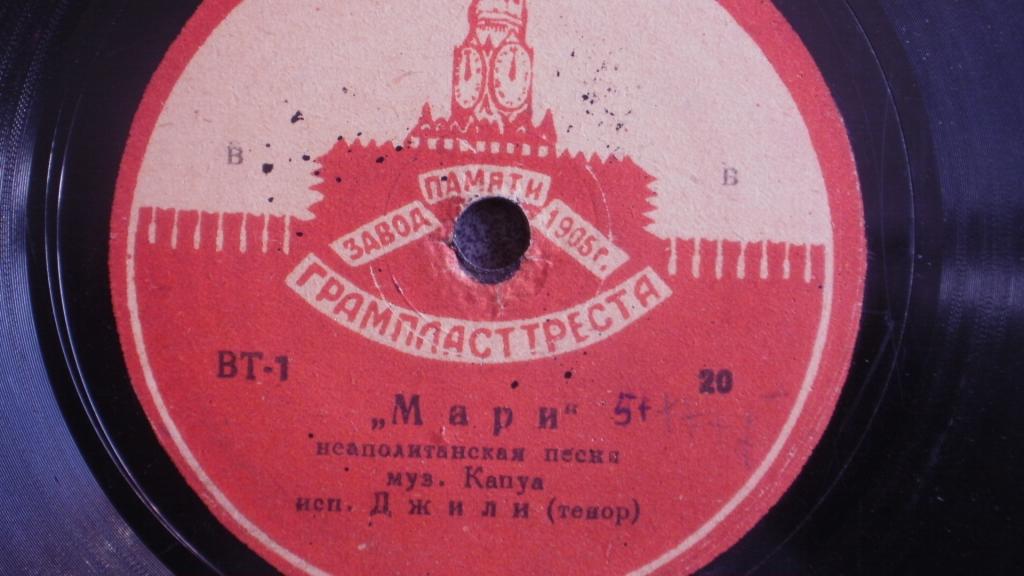 В
В
ПАМЯТИ
ЗАВОД
1905г.
ГРАМПЛАСТТРЕСТА
ВТ-1
20
„Мари“
5+
неаполитанская песня
муз. Капуа
исп. Джили (тенор)